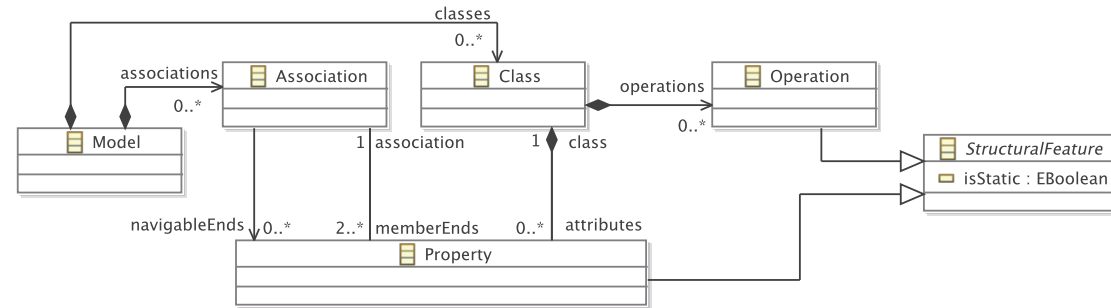 classes
0..*
associations
Association
Class
Operation
0..*
operations
0..*
Model
1 association
1 class
StructuralFeature
isStatic : EBoolean
navigableEnds 0..* 2..* memberEnds 0..* attributes
Property